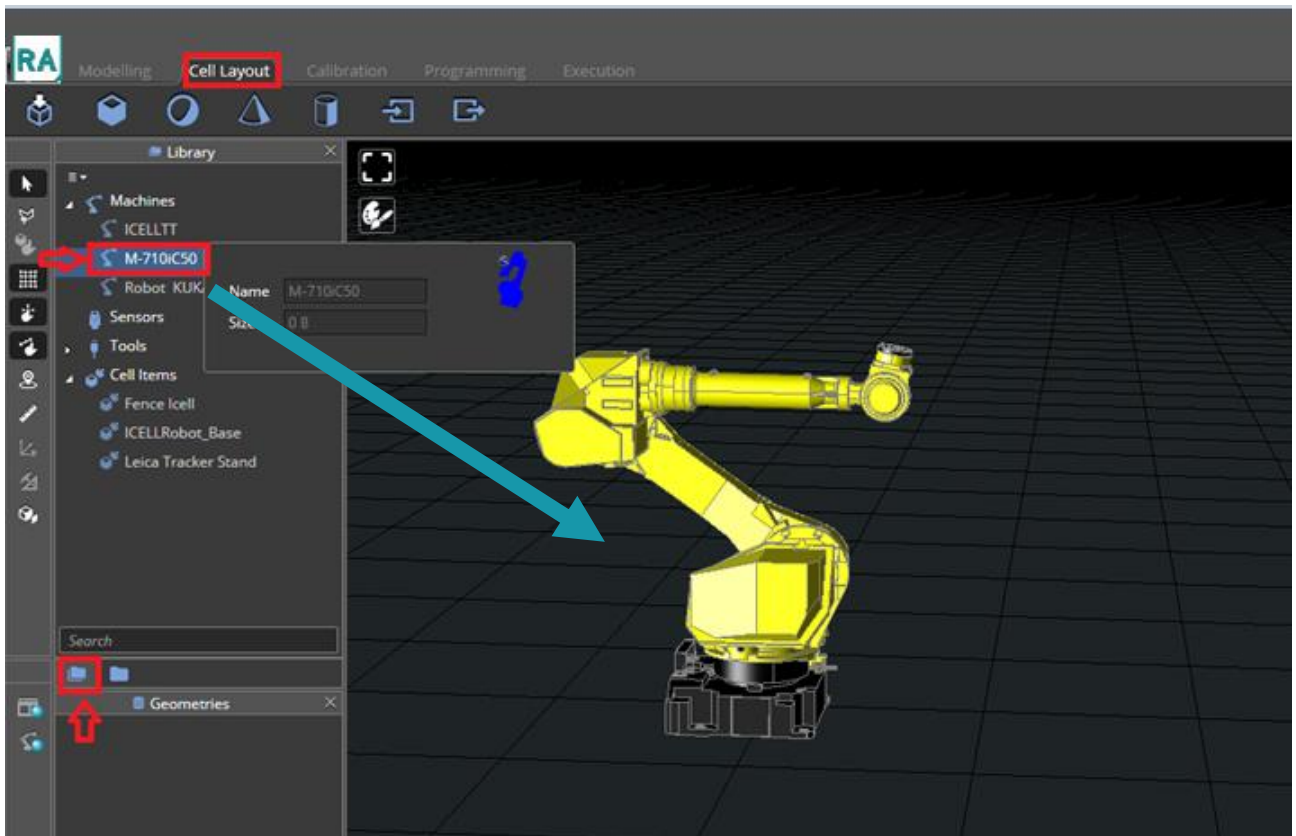 RA
Modelling Cell Layout Calibration Programming Execution
Library
Machines
ICELLTT
M-710iC50
Robot KUK
Name M-710iC50
Sensors
Size 0 B
Tools
Cell Items
Fence Icell
ICELLRobot_Base
Leica Tracker Stand
Search
Geometries